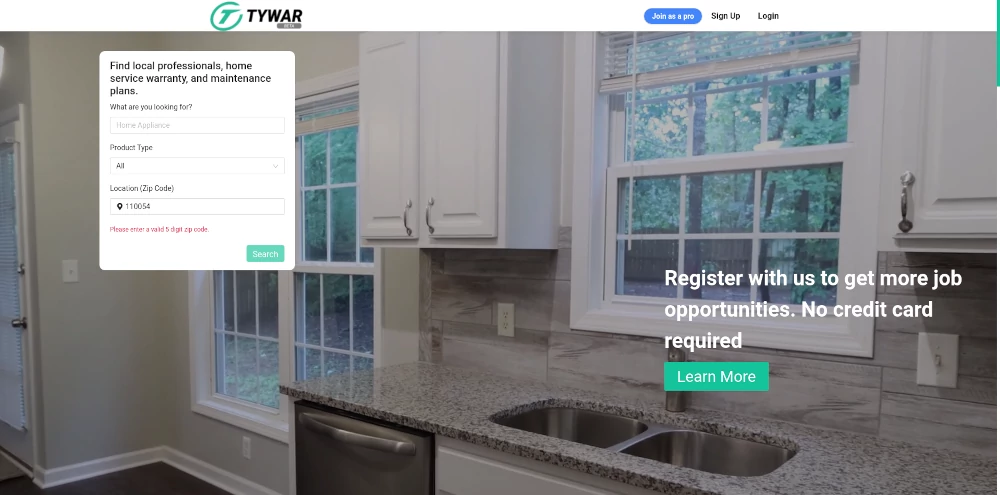 TYWAR
BETA
Join as a pro
Sign Up
Login
Find local professionals, home
service warranty, and maintenance
plans.
What are you looking for?
Home Appliance
Product Type
All
Location (Zip Code)
110054
Please enter a valid 5 digit zip code.
Search
Register with us to get more job
opportunities. No credit card
required
Learn More